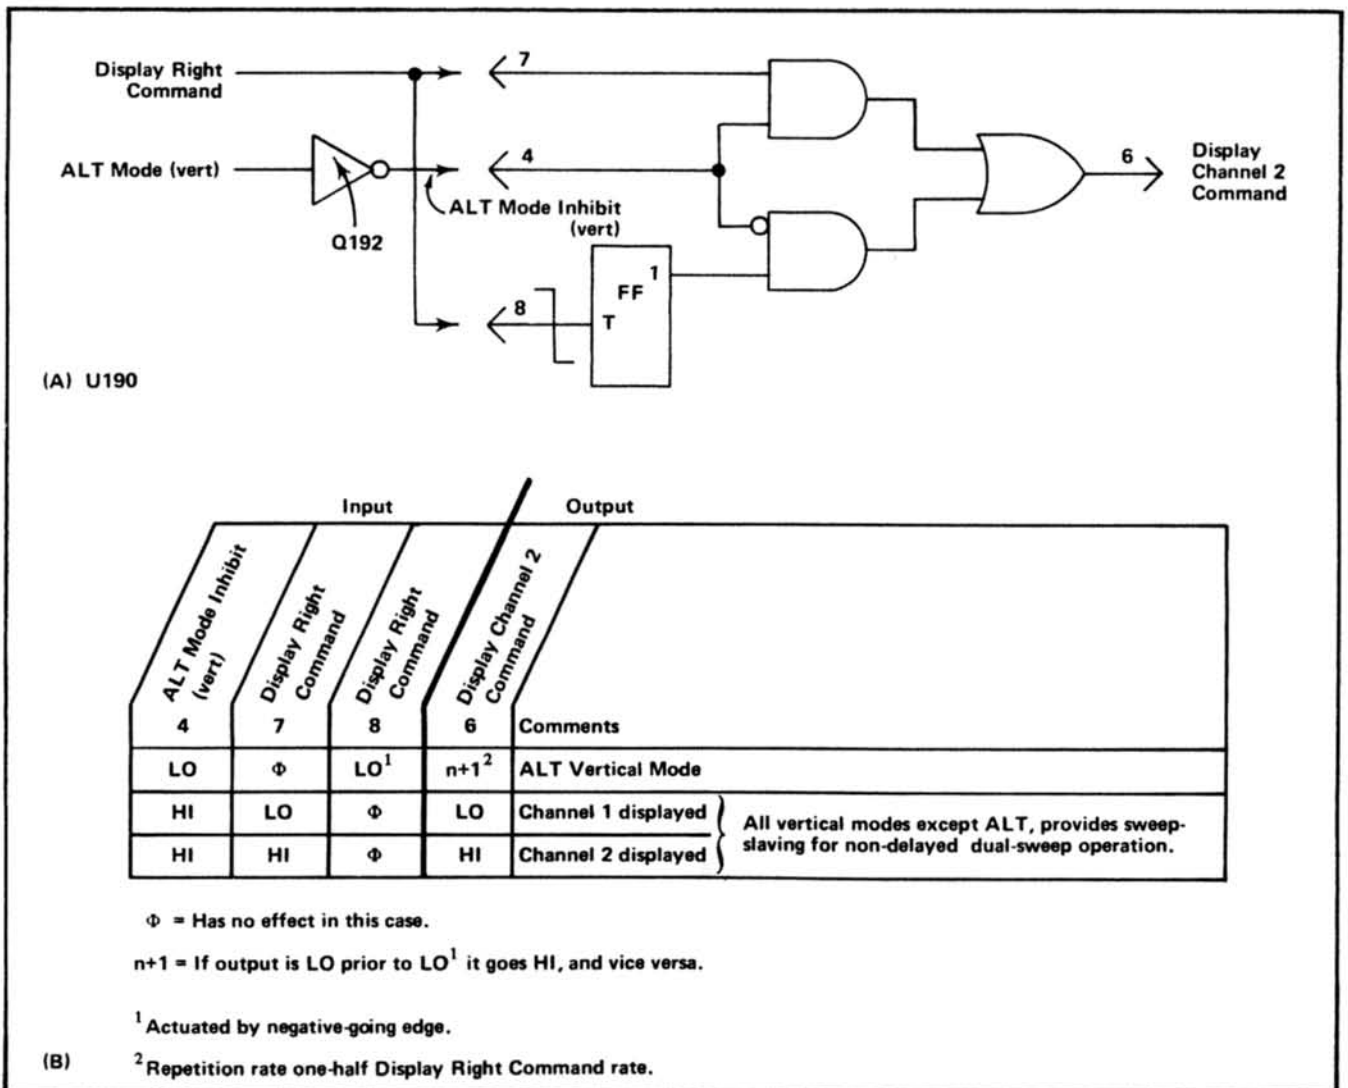 Display Right
Command
7
ALT Mode (vert)
4
6
Display
Channel 2
Command
ALT Mode Inhibit
(vert)
Q192
1
FF
8
T
(A) U190
Input
Output
ALT Mode Inhibit
(vert)
Display Right
Command
Display Right
Command
Display Channel 2
Command
4 7 8 6 Comments
LO Φ LO¹ n+1² ALT Vertical Mode
HI LO Φ LO Channel 1 displayed
HI HI Φ HI Channel 2 displayed
All vertical modes except ALT, provides sweep-
slaving for non-delayed dual-sweep operation.
Φ = Has no effect in this case.
n+1 = If output is LO prior to LO¹ it goes HI, and vice versa.
¹Actuated by negative-going edge.
(B) ²Repetition rate one-half Display Right Command rate.